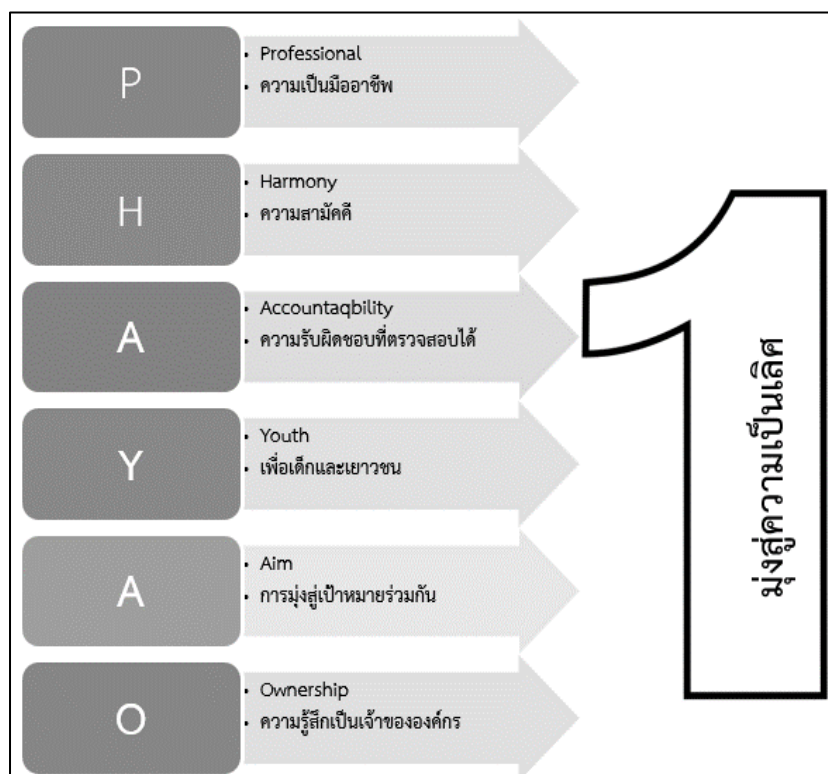 P
Professional
ความเป็นมืออาชีพ
H
Harmony
ความสามัคคี
A
Accountaqbility
ความรับผิดชอบที่ตรวจสอบได้
Y
Youth
เพื่อเด็กและเยาวชน
A
Aim
การมุ่งสู่เป้าหมายร่วมกัน
O
Ownership
ความรู้สึกเป็นเจ้าขององค์กร
1
มุ่งสู่ความเป็นเลิศ